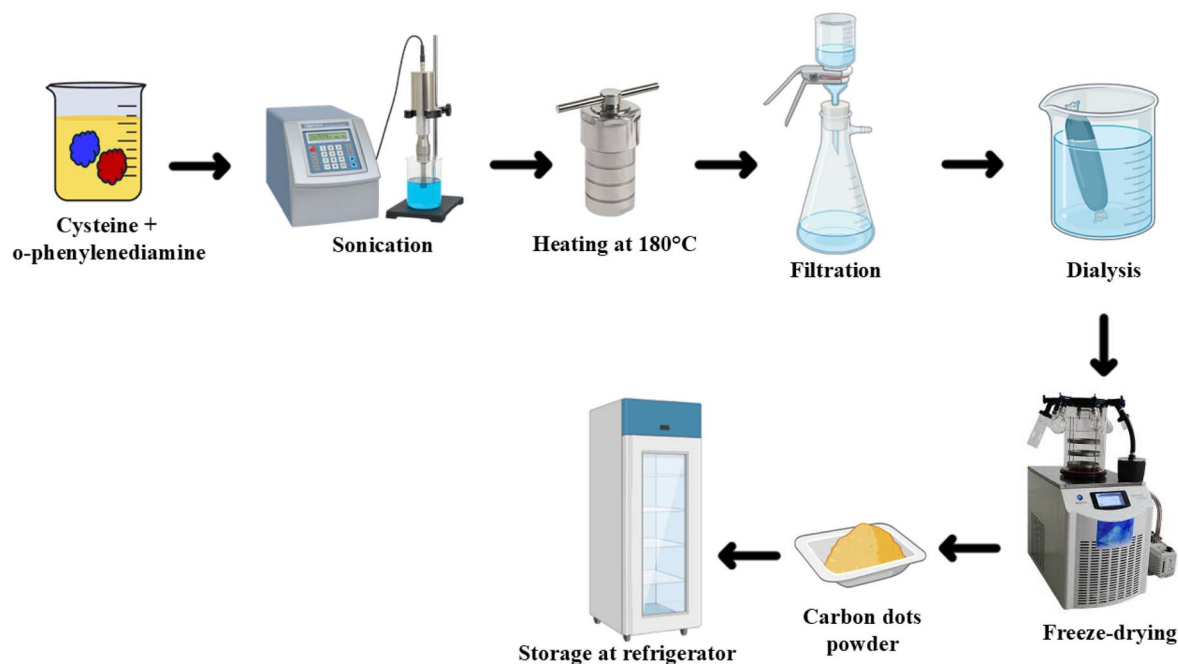 Cysteine +
o-phenylenediamine
Sonication
Heating at 180°C
Filtration
Dialysis
Freeze-drying
Carbon dots
powder
Storage at refrigerator